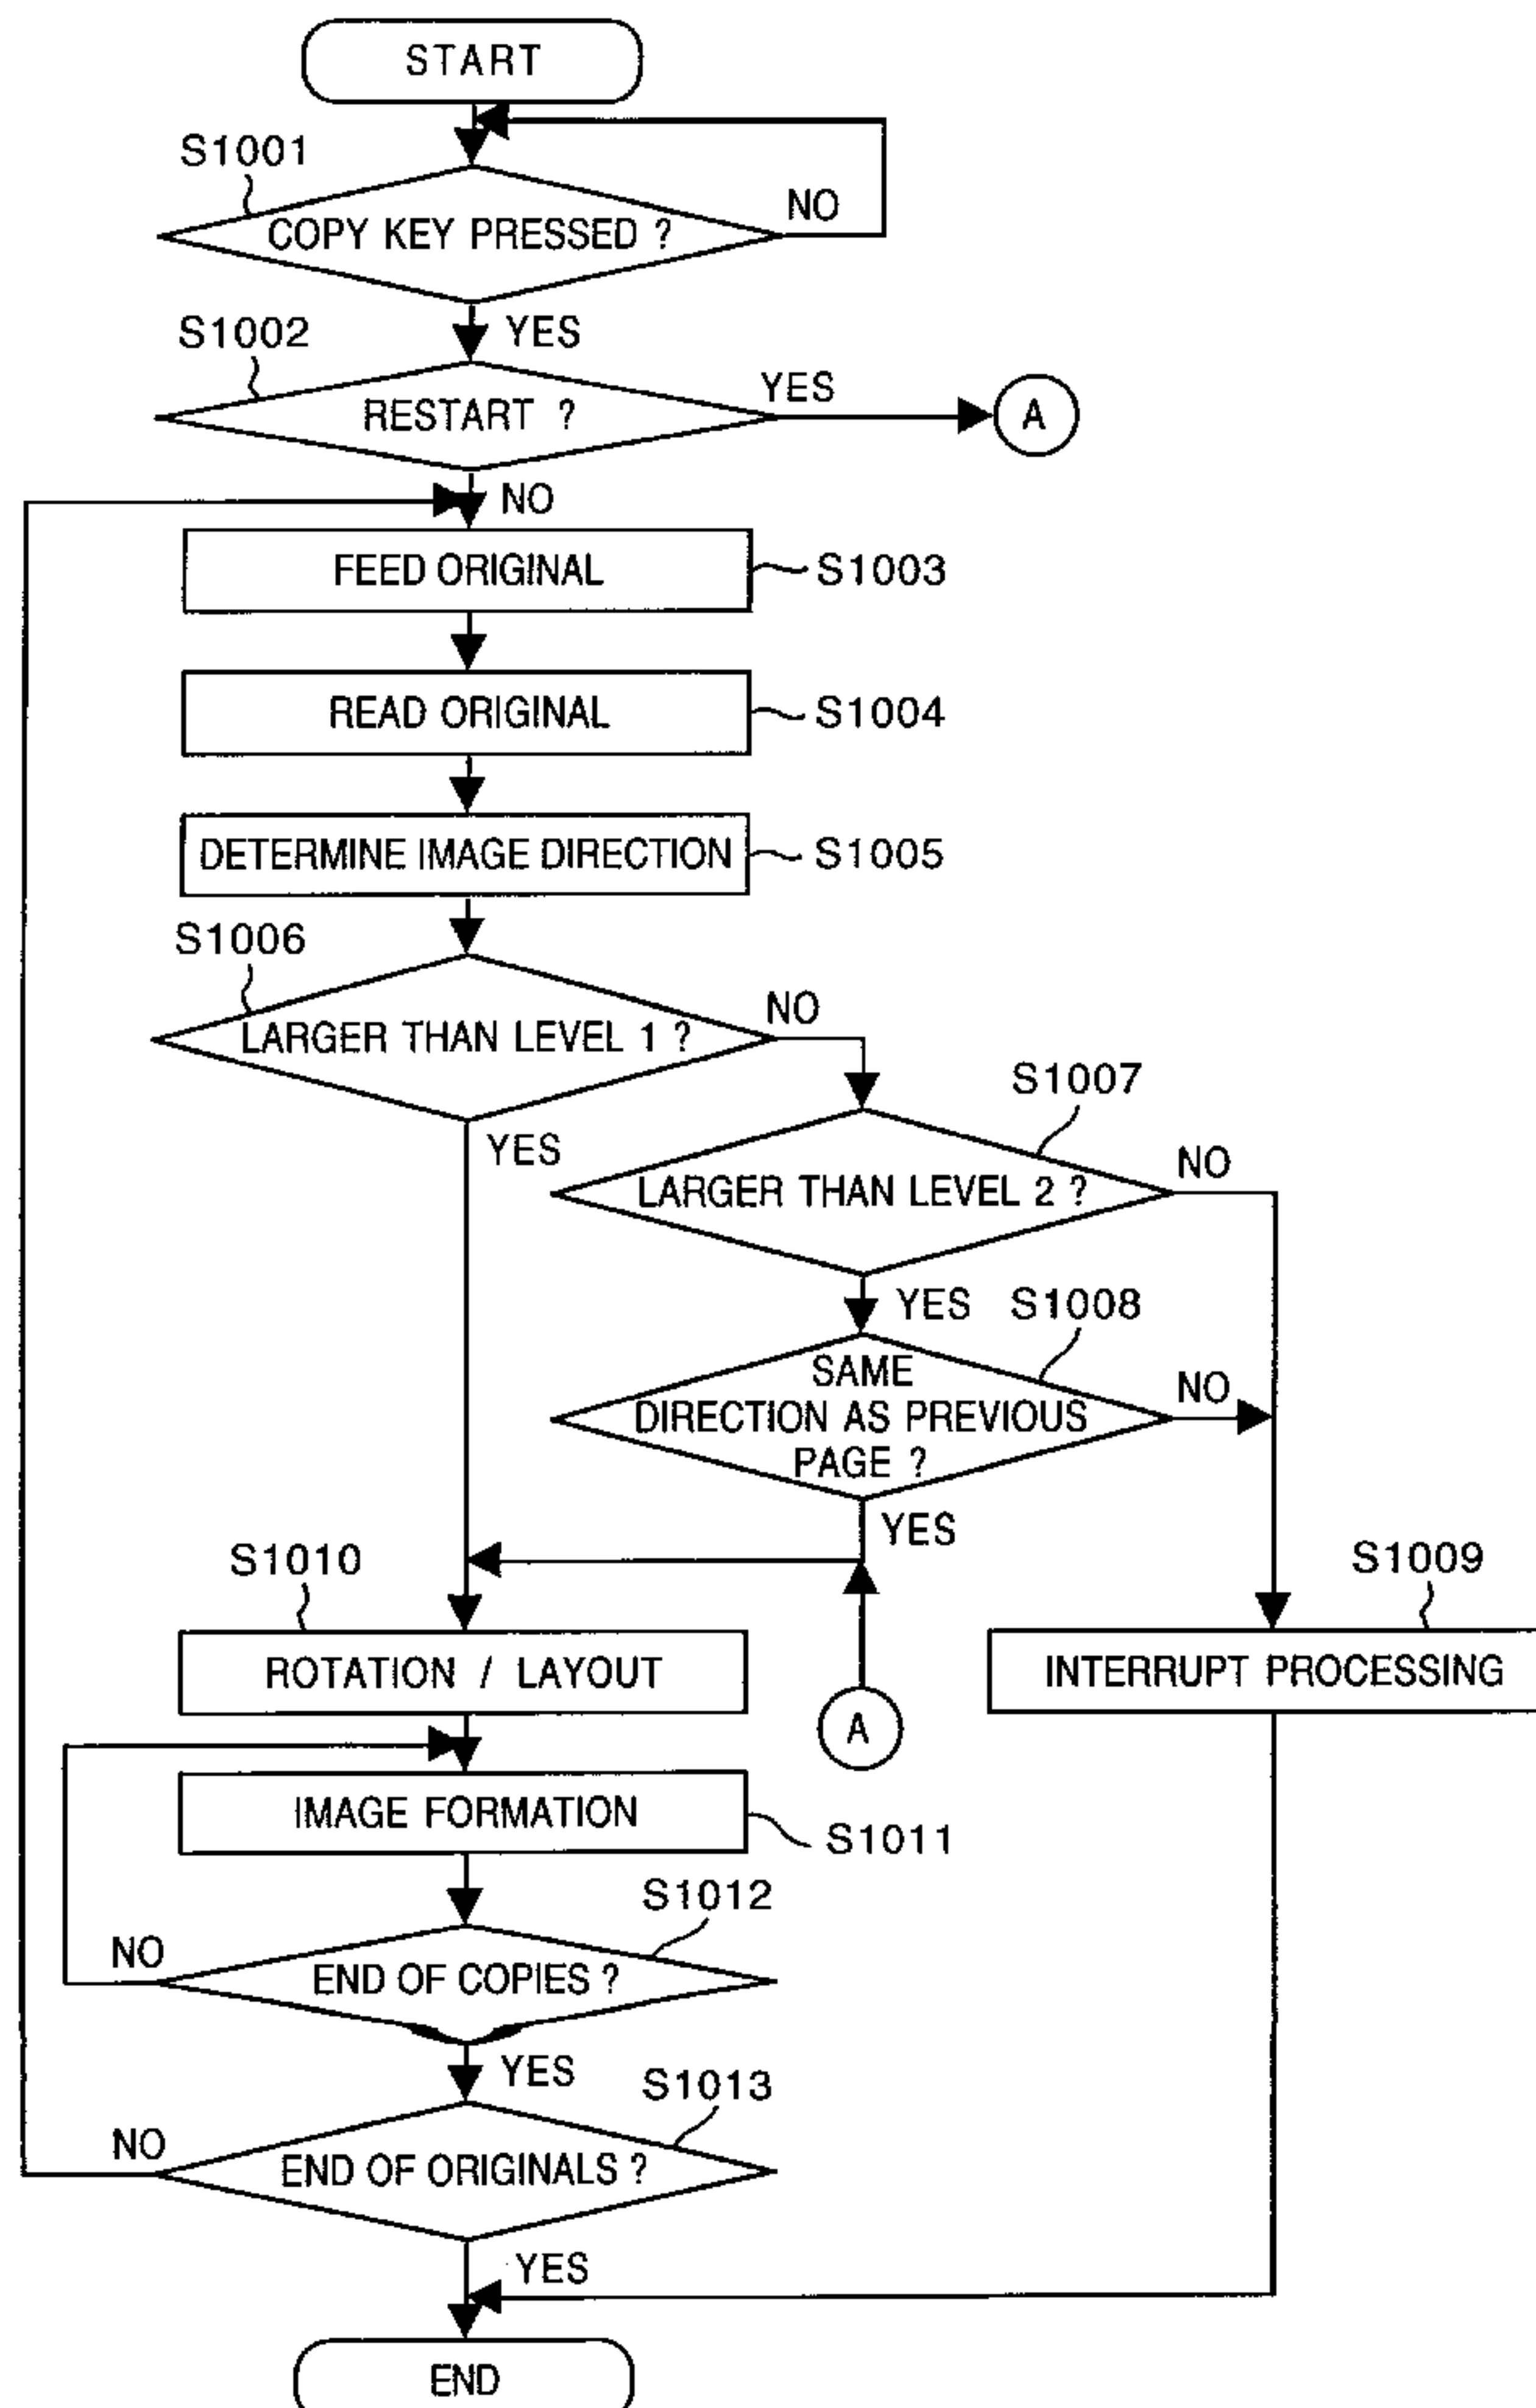 START
S1001
NO
COPY KEY PRESSED ?
S1002
YES
YES
RESTART ?
A
NO
FEED ORIGINAL
S1003
READ ORIGINAL
S1004
DETERMINE IMAGE DIRECTION
S1005
S1006
NO
LARGER THAN LEVEL 1 ?
S1007
YES
NO
LARGER THAN LEVEL 2 ?
YES
S1008
SAME
DIRECTION AS PREVIOUS
PAGE ?
NO
YES
S1010
S1009
ROTATION / LAYOUT
INTERRUPT PROCESSING
A
IMAGE FORMATION
S1011
S1012
NO
END OF COPIES ?
YES
S1013
NO
END OF ORIGINALS ?
YES
END